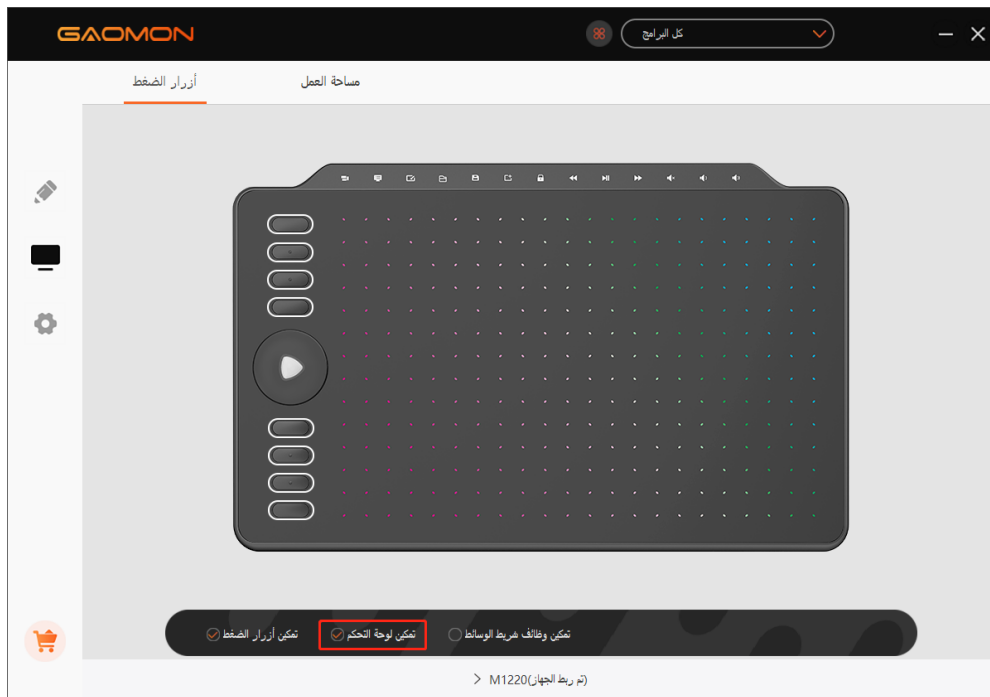 GAOMON
كل البرامج
أزرار الضغط
مساحة العمل
تمكين أزرار الضغط
تمكين لوحة التحكم
تمكين وظائف شريط الوسائط
M1220(تم ربط الجهاز)